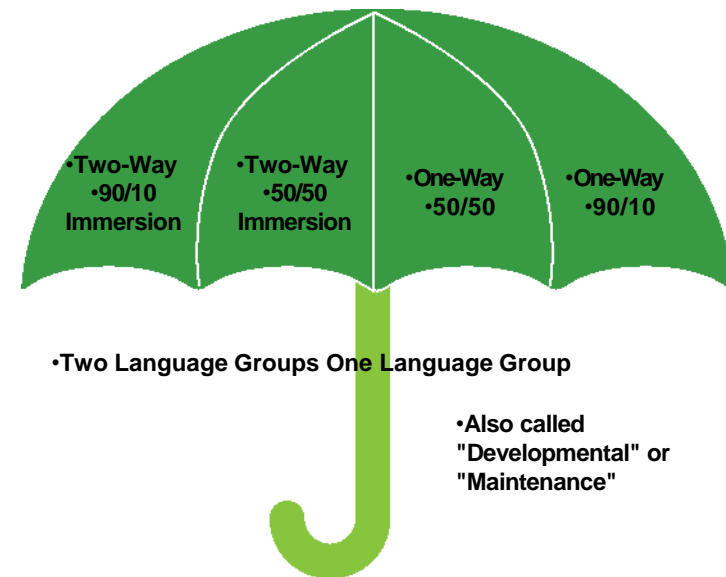 •Two-Way
•90/10
Immersion
•Two-Way
•50/50
Immersion
•One-Way
•50/50
•One-Way
•90/10
•Two Language Groups One Language Group
•Also called
"Developmental" or
"Maintenance"